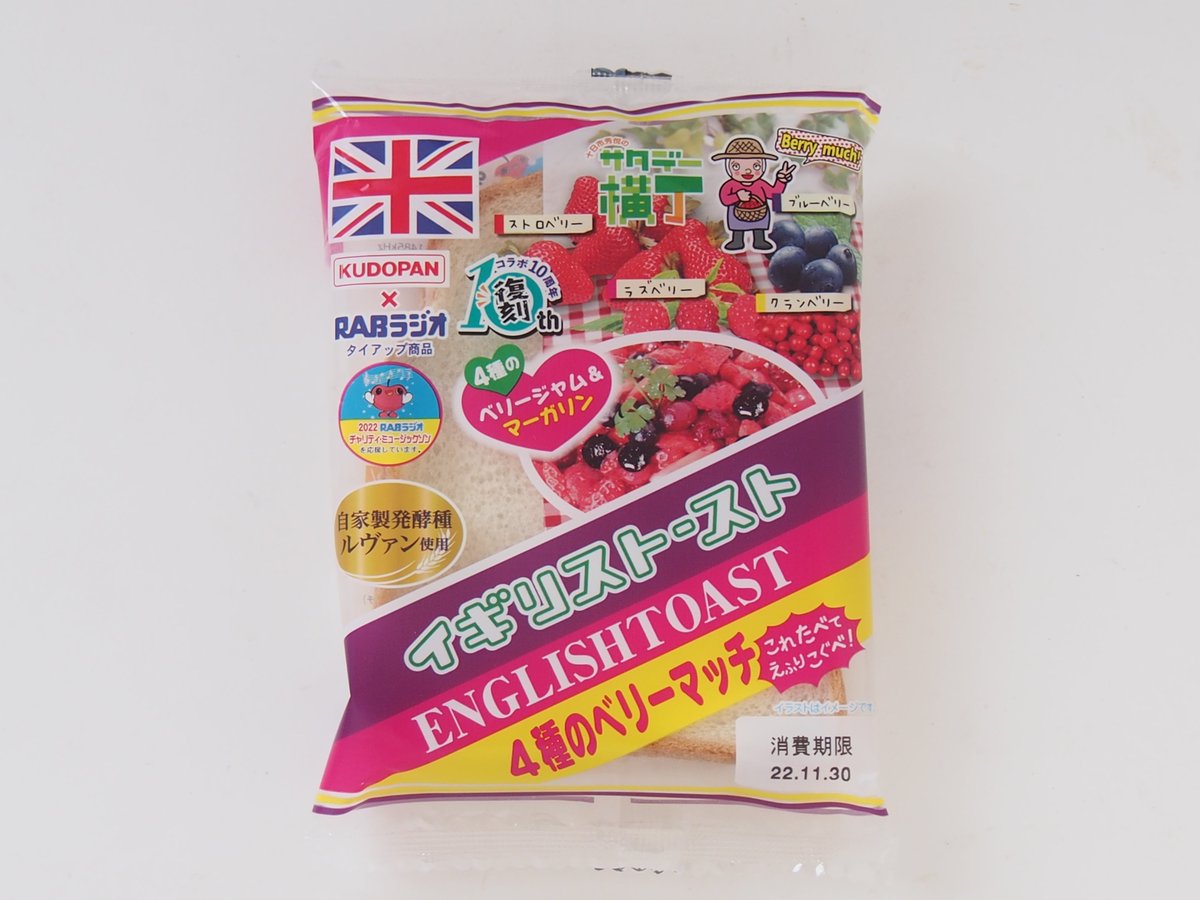 十日市秀悦の
サタデー
横丁
Berry much!
ストロベリー
ブルーベリー
ラズベリー
クランベリー
KUDOPAN
×
RABラジオ
タイアップ商品
コラボ10周年
復刻
10th
4種の
ベリージャム&
マーガリン
2022 RABラジオ
チャリティ・ミュージックソン
を応援しています。
自家製発酵種
ルヴァン使用
イギリストースト
ENGLISHTOAST
4種のベリーマッチ
これたべて
えふりこぐべ!
イラストはイメージです
消費期限
22.11.30